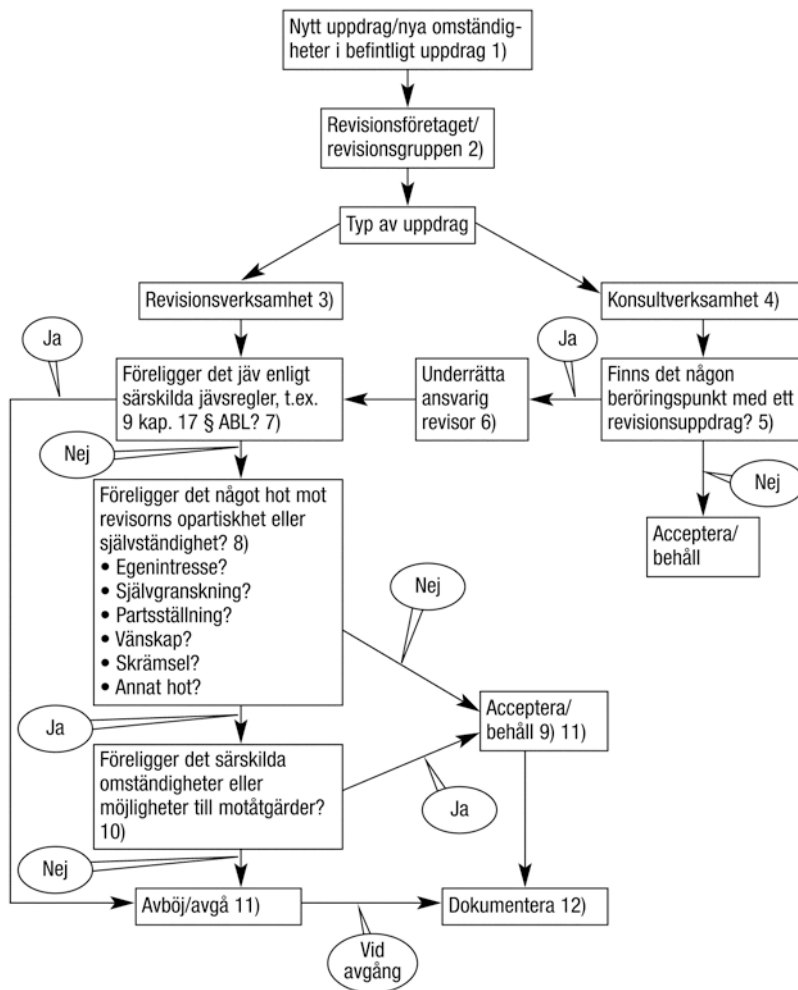 Nytt uppdrag/nya omständig-
heter i befintligt uppdrag 1)
Revisionsföretaget/
revisionsgruppen 2)
Typ av uppdrag
Revisionsverksamhet 3)
Konsultverksamhet 4)
Ja
Ja
Föreligger det jäv enligt
särskilda jävsregler, t.ex.
9 kap. 17 § ABL? 7)
Underrätta
ansvarig
revisor 6)
Finns det någon
beröringspunkt med ett
revisionsuppdrag? 5)
Nej
Nej
Föreligger det något hot mot
revisorns opartiskhet eller
självständighet? 8)
• Egenintresse?
• Självgranskning?
• Partsställning?
• Vänskap?
• Skrämsel?
• Annat hot?
Acceptera/
behåll
Nej
Ja
Acceptera/
behåll 9) 11)
Föreligger det särskilda
omständigheter eller
möjligheter till motåtgärder?
10)
Ja
Nej
Avböj/avgå 11)
Dokumentera 12)
Vid
avgång